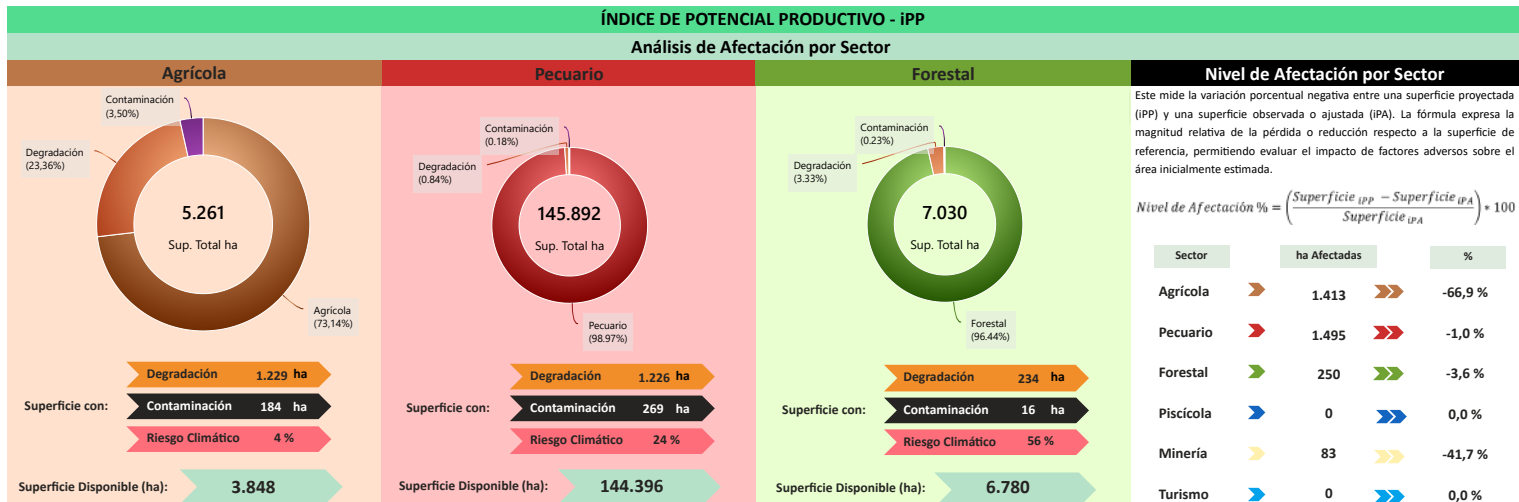 ÍNDICE DE POTENCIAL PRODUCTIVO - iPP
Análisis de Afectación por Sector
Agrícola
Contaminación
(3,50%)
Degradación
(23,36%)
5.261
Sup. Total ha
Agrícola
(73,14%)
Superficie con:
Degradación 1.229 ha
Contaminación 184 ha
Riesgo Climático 4 %
Superficie Disponible (ha): 3.848
Pecuario
Contaminación
(0.18%)
Degradación
(0.84%)
145.892
Sup. Total ha
Pecuario
(98.97%)
Superficie con:
Degradación 1.226 ha
Contaminación 269 ha
Riesgo Climático 24 %
Superficie Disponible (ha): 144.396
Forestal
Contaminación
(0.23%)
Degradación
(3.33%)
7.030
Sup. Total ha
Forestal
(96.44%)
Superficie con:
Degradación 234 ha
Contaminación 16 ha
Riesgo Climático 56 %
Superficie Disponible (ha): 6.780
Nivel de Afectación por Sector
Este mide la variación porcentual negativa entre una superficie proyectada
(iPP) y una superficie observada o ajustada (iPA). La fórmula expresa la
magnitud relativa de la pérdida o reducción respecto a la superficie de
referencia, permitiendo evaluar el impacto de factores adversos sobre el
área inicialmente estimada.
Nivel de Afectación % = (Superficie iPP − Superficie iPA / Superficie iPA) * 100
Sector ha Afectadas %
Agrícola 1.413 -66,9 %
Pecuario 1.495 -1,0 %
Forestal 250 -3,6 %
Piscícola 0 0,0 %
Minería 83 -41,7 %
Turismo 0 0,0 %